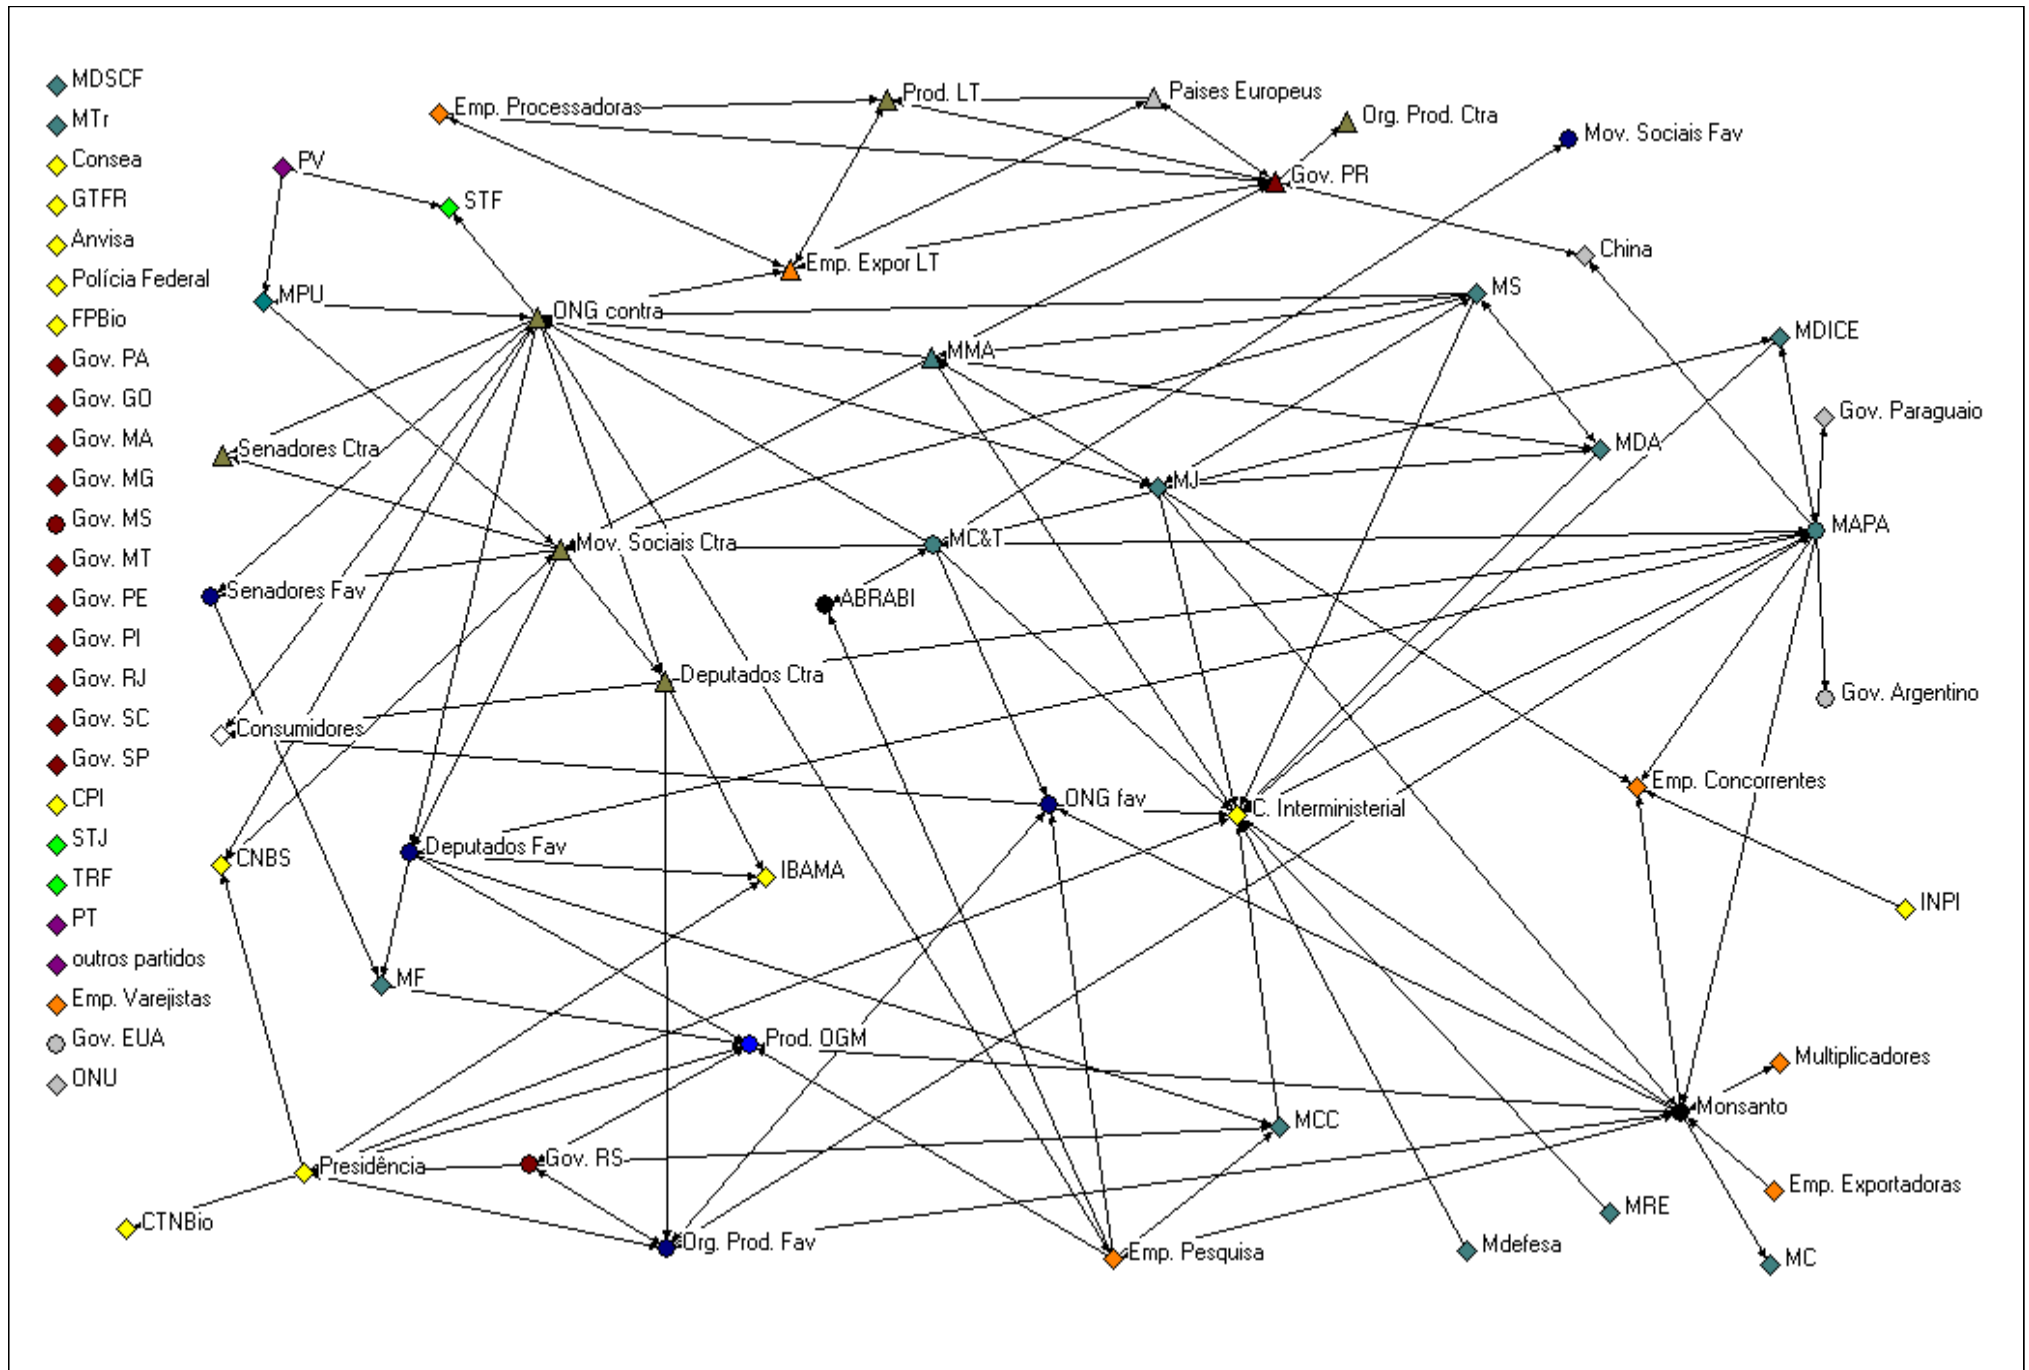 MDSCF
MTr
Consea
GTFR
Anvisa
Polícia Federal
FPBio
Gov. PA
Gov. GO
Gov. MA
Gov. MG
Gov. MS
Gov. MT
Gov. PE
Gov. PI
Gov. RJ
Gov. SC
Gov. SP
CPI
STJ
TRF
PT
outros partidos
Emp. Varejistas
Gov. EUA
ONU
Emp. Processadoras
Prod. LT
Paises Europeus
Org. Prod. Ctra
Mov. Sociais Fav
PV
STF
Gov. PR
China
Emp. Expor LT
MPU
ONG contra
MS
MDICE
MMA
Gov. Paraguaio
Senadores Ctra
MDA
MJ
MAPA
Mov. Sociais Ctra
MC&T
Senadores Fav
ABRABI
Deputados Ctra
Gov. Argentino
Consumidores
Emp. Concorrentes
ONG fav
C. Interministerial
CNBS
Deputados Fav
IBAMA
INPI
MF
Prod. OGM
Multiplicadores
Monsanto
MCC
Presidência
Gov. RS
Emp. Exportadoras
MRE
CTNBio
Org. Prod. Fav
Emp. Pesquisa
Mdefesa
MC